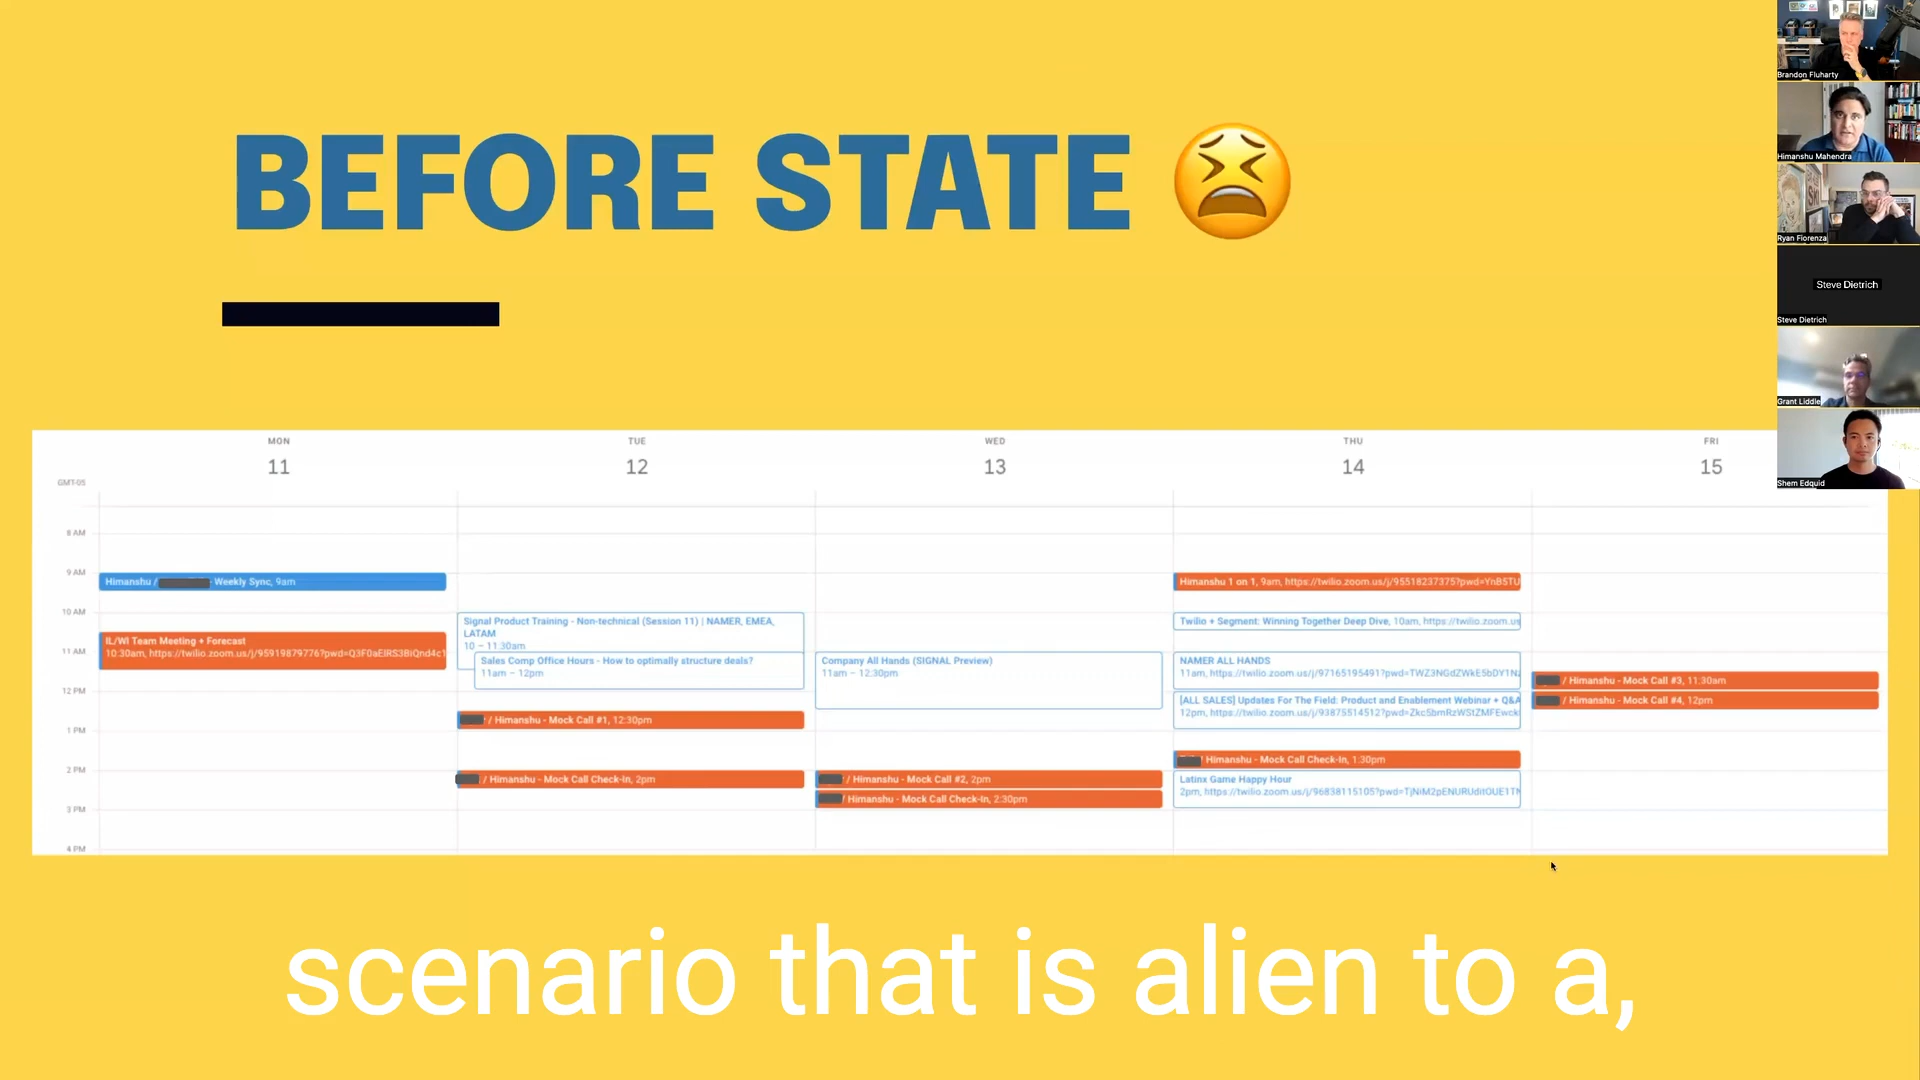 BEFORE STATE
MON
11
TUE
12
WED
13
THU
14
FRI
15
GMT-05
8 AM
9 AM
10 AM
11 AM
12 PM
1 PM
2 PM
3 PM
4 PM
Himanshu / - Weekly Sync, 9am
IL/WI Team Meeting + Forecast
10:30am, https://twilio.zoom.us/j/95919879776?pwd=
Signal Product Training - Non-technical (Session 11) | NAMER, EMEA,
LATAM
10 – 11:30am
Sales Comp Office Hours - How to optimally structure deals?
11am – 12pm
/ Himanshu - Mock Call #1, 12:30pm
/ Himanshu - Mock Call Check-In, 2pm
Company All Hands (SIGNAL Preview)
11am – 12:30pm
/ Himanshu - Mock Call #2, 2pm
/ Himanshu - Mock Call Check-In, 2:30pm
Himanshu 1 on 1, 9am, https://twilio.zoom.us/j/95518237375?pwd=
Twilio + Segment: Winning Together Deep Dive, 10am, https://twilio.zoom.us
NAMER ALL HANDS
11am, https://twilio.zoom.us/j/97165195491?pwd=
[ALL SALES] Updates For The Field: Product and Enablement Webinar + Q&A
12pm, https://twilio.zoom.us/j/93875514512?pwd=
/ Himanshu - Mock Call Check-In, 1:30pm
Latinx Game Happy Hour
2pm, https://twilio.zoom.us/j/96838115105?pwd=
/ Himanshu - Mock Call #3, 11:30am
/ Himanshu - Mock Call #4, 12pm
Brandon Fluharty
Himanshu Mahendra
Ryan Fiorenza
Steve Dietrich
Steve Dietrich
Grant Liddle
Shem Edquid
scenario that is alien to a,